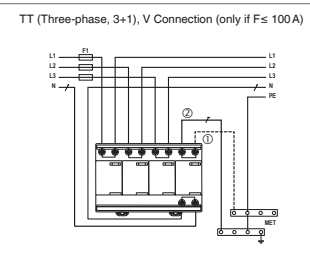 TT (Three-phase, 3+1), V Connection (only if F≤ 100A)
F1
L1 L1
L2 L2
L3 L3
N N
PE
②
①
MET